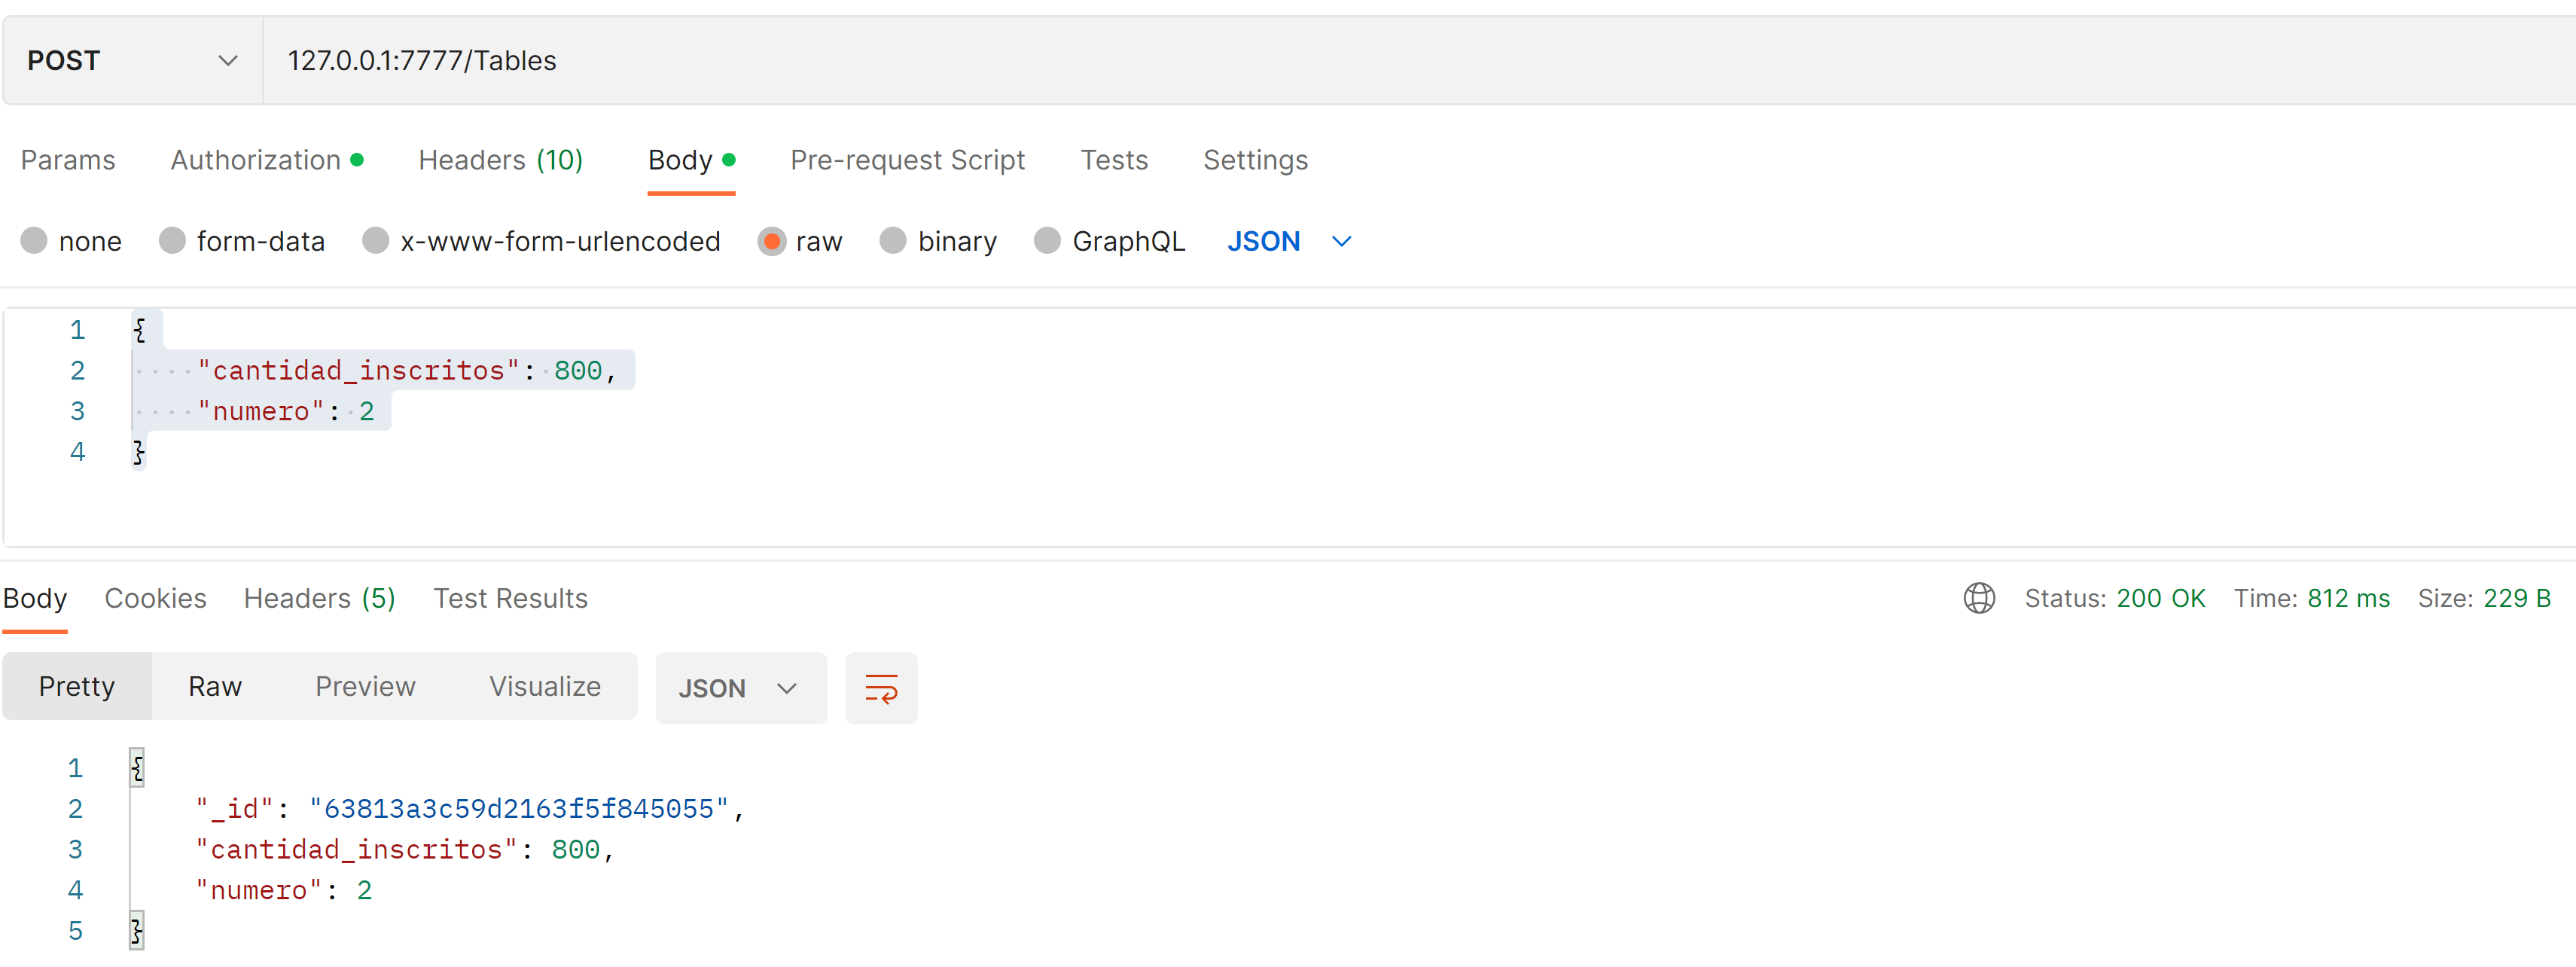 POST 127.0.0.1:7777/Tables
Params Authorization Headers (10) Body Pre-request Script Tests Settings
none form-data x-www-form-urlencoded raw binary GraphQL JSON
1 {
2 "cantidad_inscritos": 800,
3 "numero": 2
4 }
Body Cookies Headers (5) Test Results Status: 200 OK Time: 812 ms Size: 229 B
Pretty Raw Preview Visualize JSON
1 {
2 "_id": "63813a3c59d2163f5f845055",
3 "cantidad_inscritos": 800,
4 "numero": 2
5 }